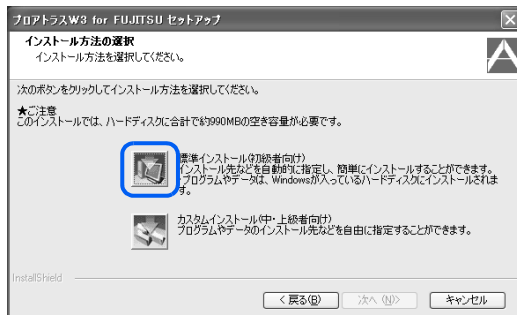 プロアトラスW3 for FUJITSU セットアップ
インストール方法の選択
インストール方法を選択してください。
次のボタンをクリックしてインストール方法を選択してください。
★ご注意
このインストールでは、ハードディスクに合計で約990MBの空き容量が必要です。
標準インストール(初級者向け)
インストール先などを自動的に指定し、簡単にインストールすることができます。
プログラムやデータは、Windowsが入っているハードディスクにインストールされま
す。
カスタムインストール(中・上級者向け)
プログラムやデータのインストール先などを自由に指定することができます。
InstallShield
< 戻る(B)
次へ (N)>
キャンセル